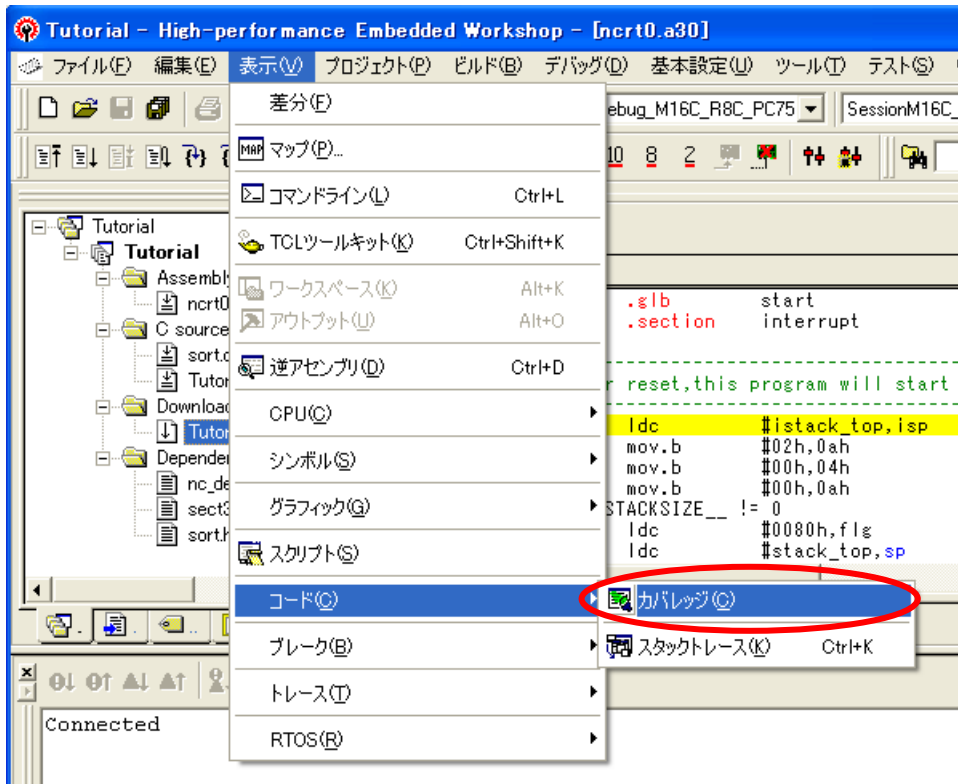 Tutorial - High-performance Embedded Workshop - [ncrt0.a30]
ファイル(F) 編集(E) 表示(V) プロジェクト(P) ビルド(B) デバッグ(D) 基本設定(U) ツール(T) テスト(S)
ebug_M16C_R8C_PC75 SessionM16C_
10 8 2
差分(F)
MAP マップ(P)...
コマンドライン(L) Ctrl+L
TCLツールキット(K) Ctrl+Shift+K
ワークスペース(K) Alt+K
アウトプット(U) Alt+O
逆アセンブリ(D) Ctrl+D
CPU(C)
シンボル(S)
グラフィック(G)
スクリプト(S)
コード(C)
ブレーク(B)
トレース(T)
RTOS(R)
カバレッジ(C)
スタックトレース(K) Ctrl+K
Tutorial
Tutorial
Assembly
ncrt0
C source
sort.c
Tutor
Download
Tutor
Depende
nc_de
sect3
sort.h
.glb start
.section interrupt
r reset,this program will start
ldc #istack_top,isp
mov.b #02h,0ah
mov.b #00h,04h
mov.b #00h,0ah
STACKSIZE__ != 0
ldc #0080h,flg
ldc #stack_top,sp
Connected